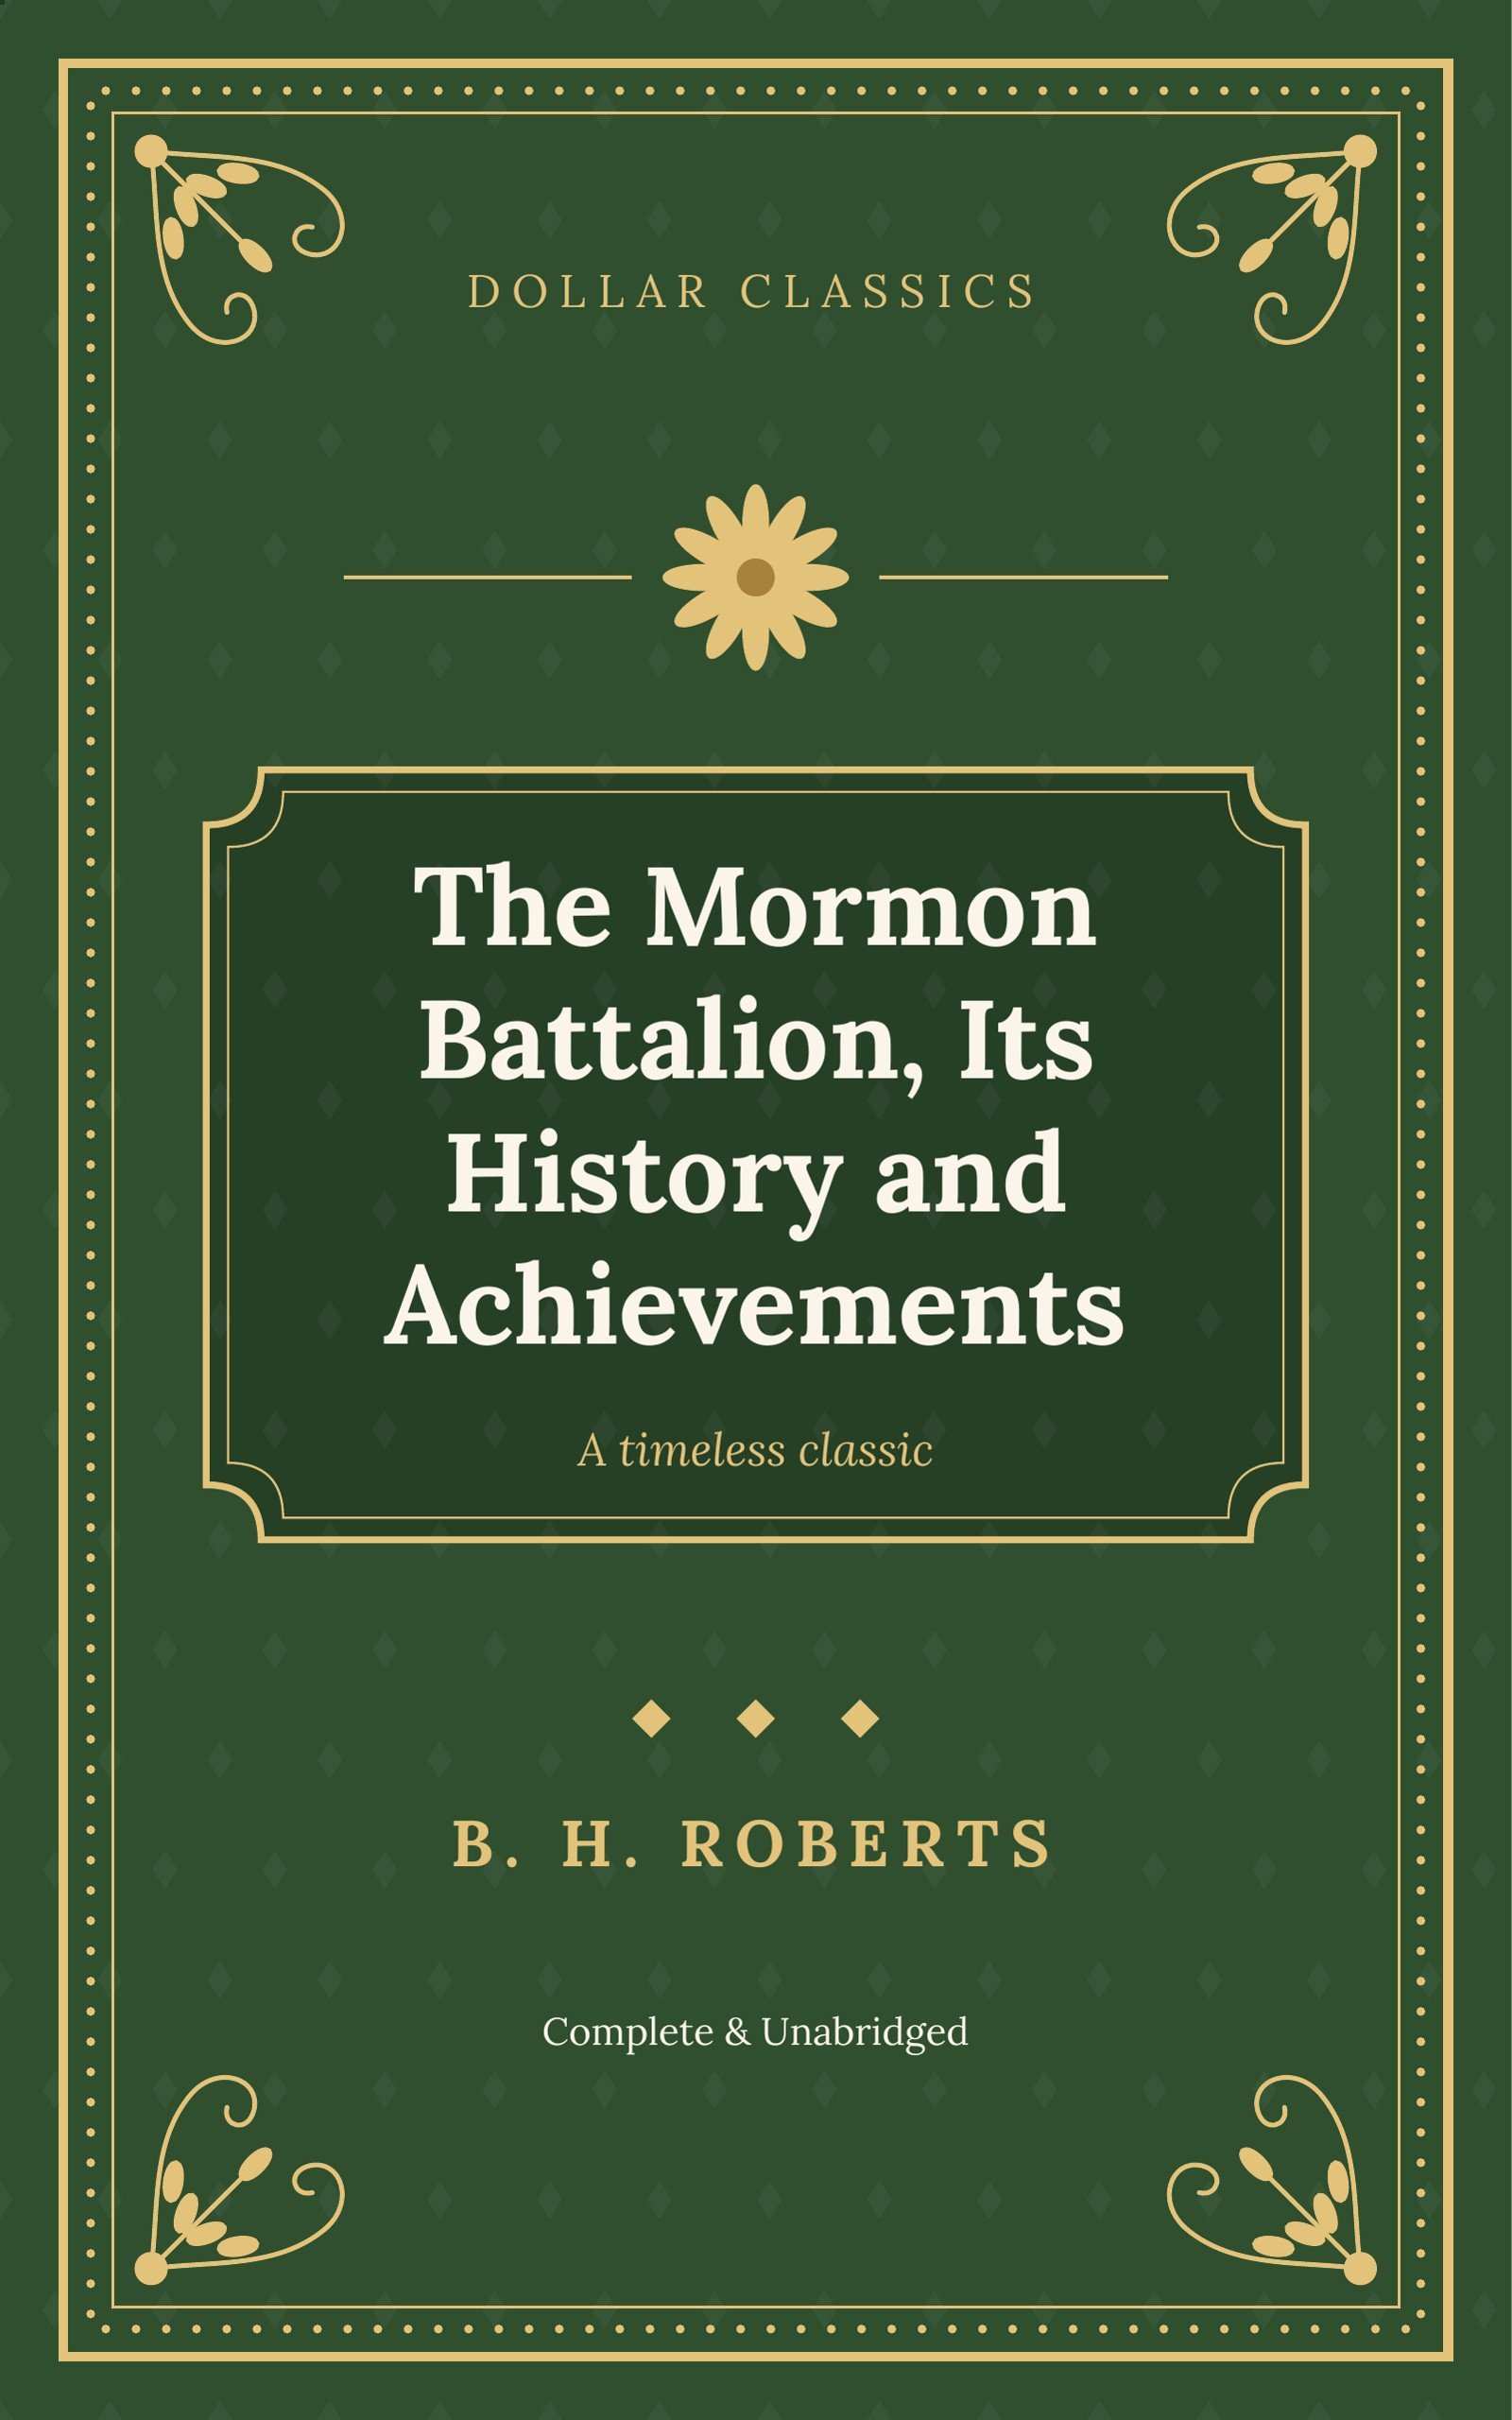 DOLLAR CLASSICS
The Mormon
Battalion, Its
History and
Achievements
A timeless classic
B. H. ROBERTS
Complete & Unabridged